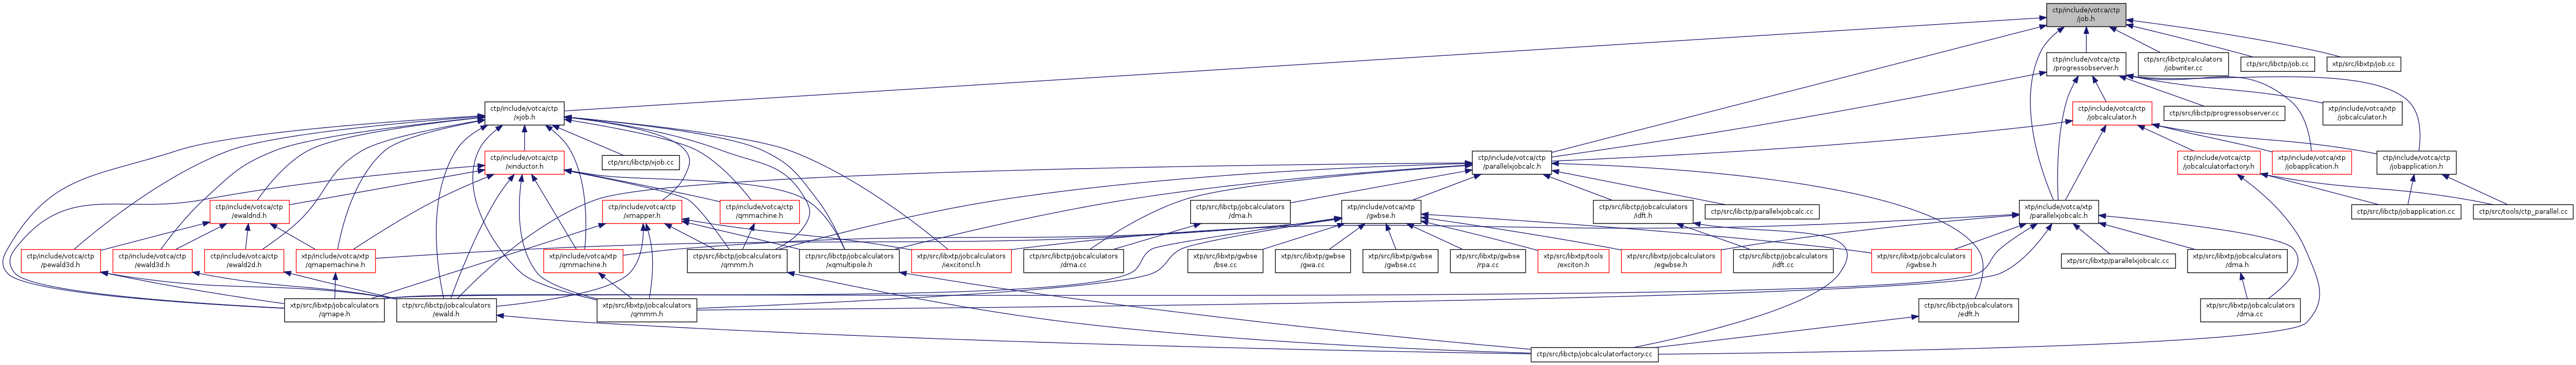 ctp/include/votca/ctp
/job.h
ctp/include/votca/ctp
/progressobserver.h
ctp/src/libctp/calculators
/jobwriter.cc
ctp/src/libctp/job.cc
xtp/src/libxtp/job.cc
ctp/include/votca/ctp
/xjob.h
ctp/include/votca/ctp
/jobcalculator.h
ctp/src/libctp/progressobserver.cc
xtp/include/votca/xtp
/jobcalculator.h
ctp/include/votca/ctp
/xinductor.h
ctp/src/libctp/xjob.cc
ctp/include/votca/ctp
/parallelxjobcalc.h
ctp/include/votca/ctp
/jobcalculatorfactory.h
xtp/include/votca/xtp
/jobapplication.h
ctp/include/votca/ctp
/jobapplication.h
ctp/include/votca/ctp
/ewaldnd.h
ctp/include/votca/ctp
/xmapper.h
ctp/include/votca/ctp
/qmmachine.h
ctp/src/libctp/jobcalculators
/dma.h
xtp/include/votca/xtp
/gwbse.h
ctp/src/libctp/jobcalculators
/idft.h
ctp/src/libctp/parallelxjobcalc.cc
xtp/include/votca/xtp
/parallelxjobcalc.h
ctp/src/libctp/jobapplication.cc
ctp/src/tools/ctp_parallel.cc
ctp/include/votca/ctp
/pewald3d.h
ctp/include/votca/ctp
/ewald3d.h
ctp/include/votca/ctp
/ewald2d.h
xtp/include/votca/xtp
/qmapemachine.h
xtp/include/votca/xtp
/qmmachine.h
ctp/src/libctp/jobcalculators
/qmmm.h
ctp/src/libctp/jobcalculators
/xqmultipole.h
xtp/src/libxtp/jobcalculators
/iexcitoncl.h
ctp/src/libctp/jobcalculators
/dma.cc
xtp/src/libxtp/gwbse
/bse.cc
xtp/src/libxtp/gwbse
/gwa.cc
xtp/src/libxtp/gwbse
/gwbse.cc
xtp/src/libxtp/gwbse
/rpa.cc
xtp/src/libxtp/tools
/exciton.h
xtp/src/libxtp/jobcalculators
/egwbse.h
ctp/src/libctp/jobcalculators
/idft.cc
xtp/src/libxtp/jobcalculators
/igwbse.h
xtp/src/libxtp/parallelxjobcalc.cc
xtp/src/libxtp/jobcalculators
/dma.h
xtp/src/libxtp/jobcalculators
/qmape.h
ctp/src/libctp/jobcalculators
/ewald.h
xtp/src/libxtp/jobcalculators
/qmmm.h
ctp/src/libctp/jobcalculators
/edft.h
xtp/src/libxtp/jobcalculators
/dma.cc
ctp/src/libctp/jobcalculatorfactory.cc